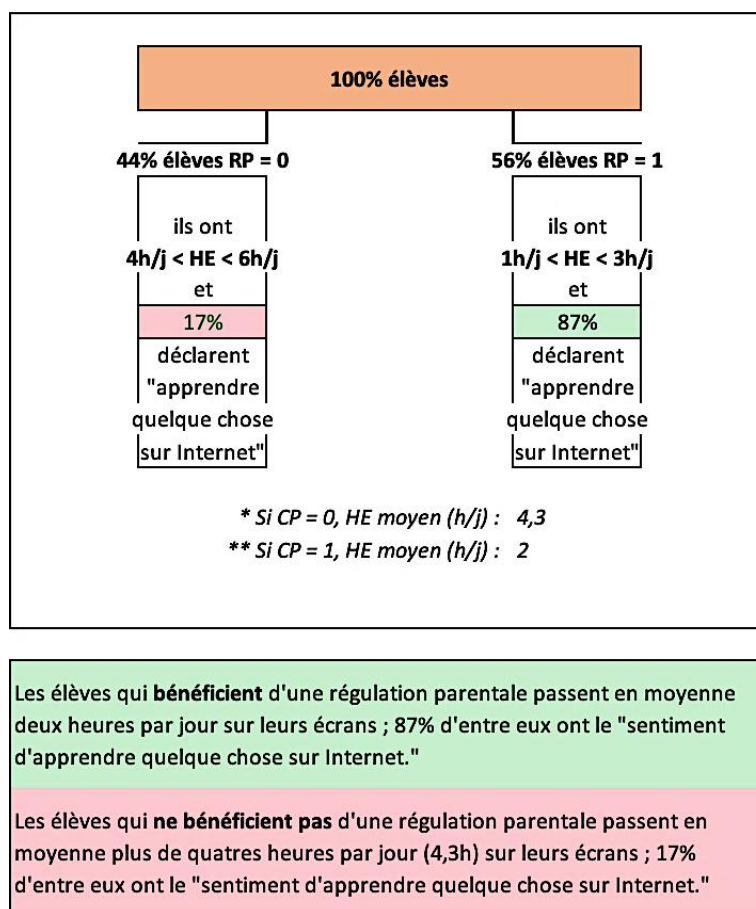 100% élèves
44% élèves RP = 0
56% élèves RP = 1
ils ont
4h/j < HE < 6h/j
et
17%
déclarent
"apprendre
quelque chose
sur Internet"
ils ont
1h/j < HE < 3h/j
et
87%
déclarent
"apprendre
quelque chose
sur Internet"
* Si CP = 0, HE moyen (h/j) : 4,3
** Si CP = 1, HE moyen (h/j) : 2
Les élèves qui bénéficient d'une régulation parentale passent en moyenne
deux heures par jour sur leurs écrans ; 87% d'entre eux ont le "sentiment
d'apprendre quelque chose sur Internet."
Les élèves qui ne bénéficient pas d'une régulation parentale passent en
moyenne plus de quatres heures par jour (4,3h) sur leurs écrans ; 17%
d'entre eux ont le "sentiment d'apprendre quelque chose sur Internet."